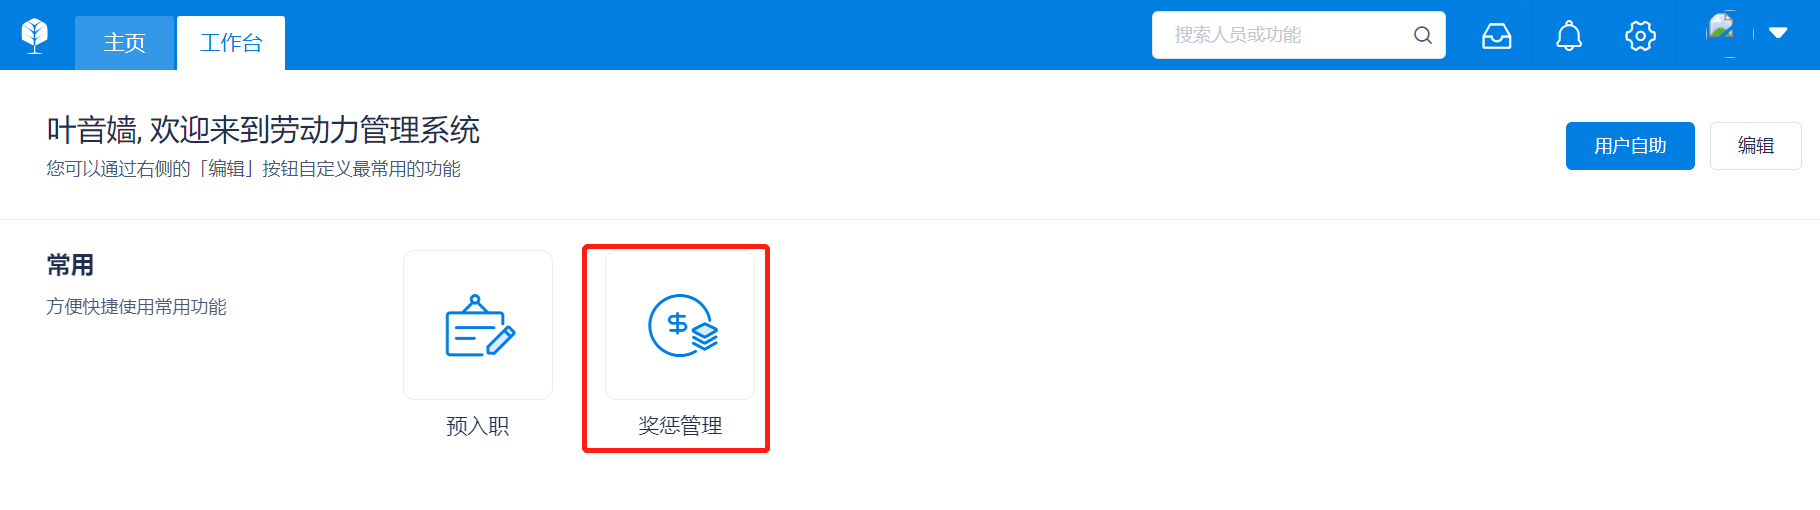 主页
工作台
搜索人员或功能
叶音嫱, 欢迎来到劳动力管理系统
您可以通过右侧的「编辑」按钮自定义最常用的功能
用户自助
编辑
常用
方便快捷使用常用功能
预入职
奖惩管理